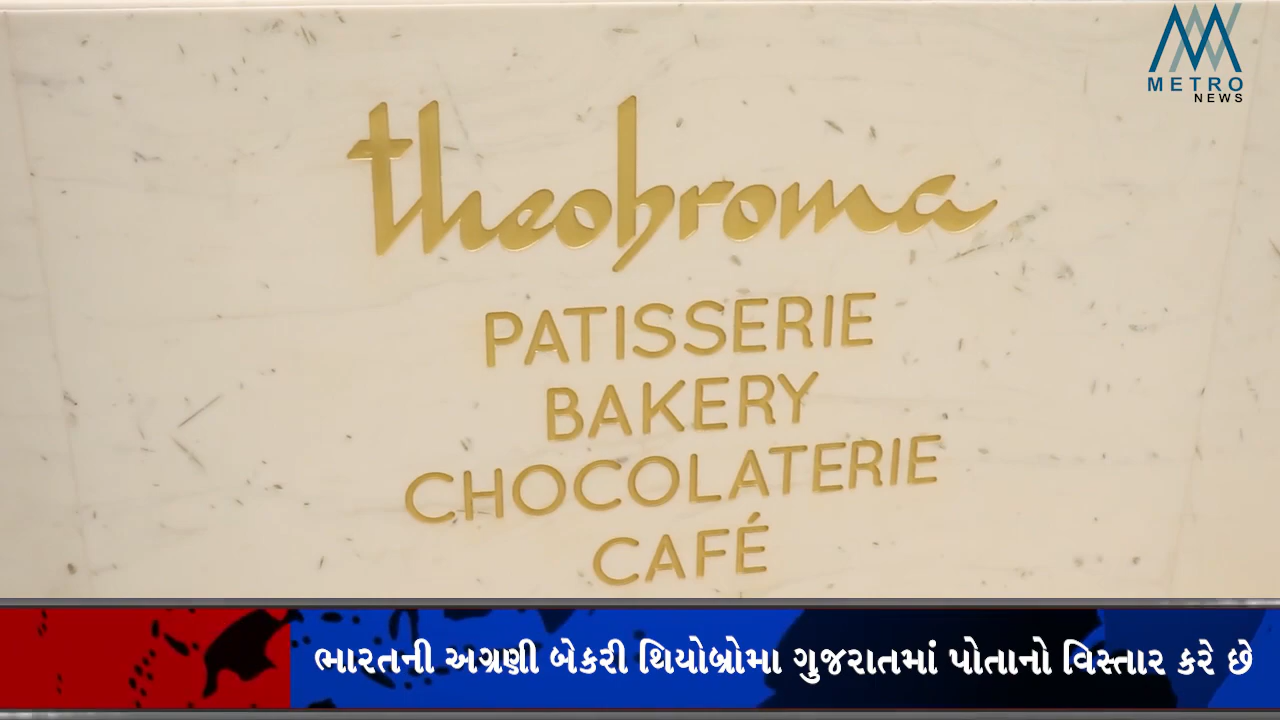 METRO
NEWS
theobroma
PATISSERIE
BAKERY
CHOCOLATERIE
CAFÉ
ભારતની અગ્રણી બેકરી થિયોબ્રોમા ગુજરાતમાં પોતાનો વિસ્તાર કરે છે